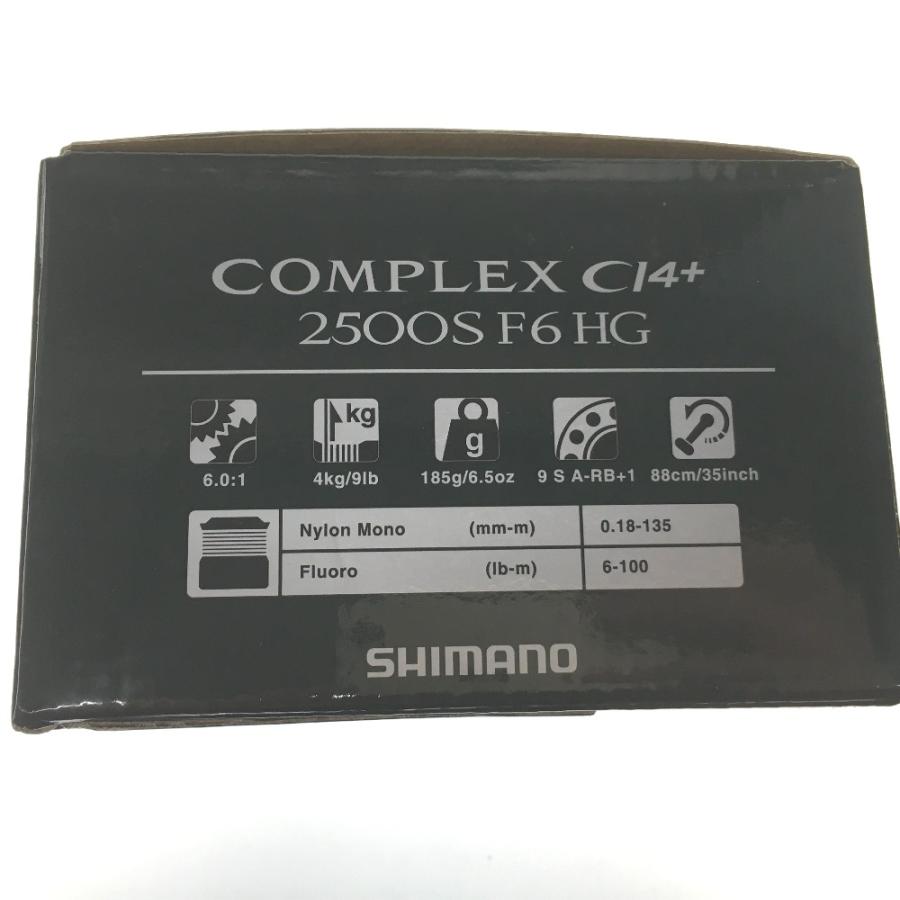 COMPLEX CI4+
2500S F6 HG
kg
g
6.0:1 4kg/9lb 185g/6.5oz 9 S A-RB+1 88cm/35inch
Nylon Mono (mm-m) 0.18-135
Fluoro (lb-m) 6-100
SHIMANO